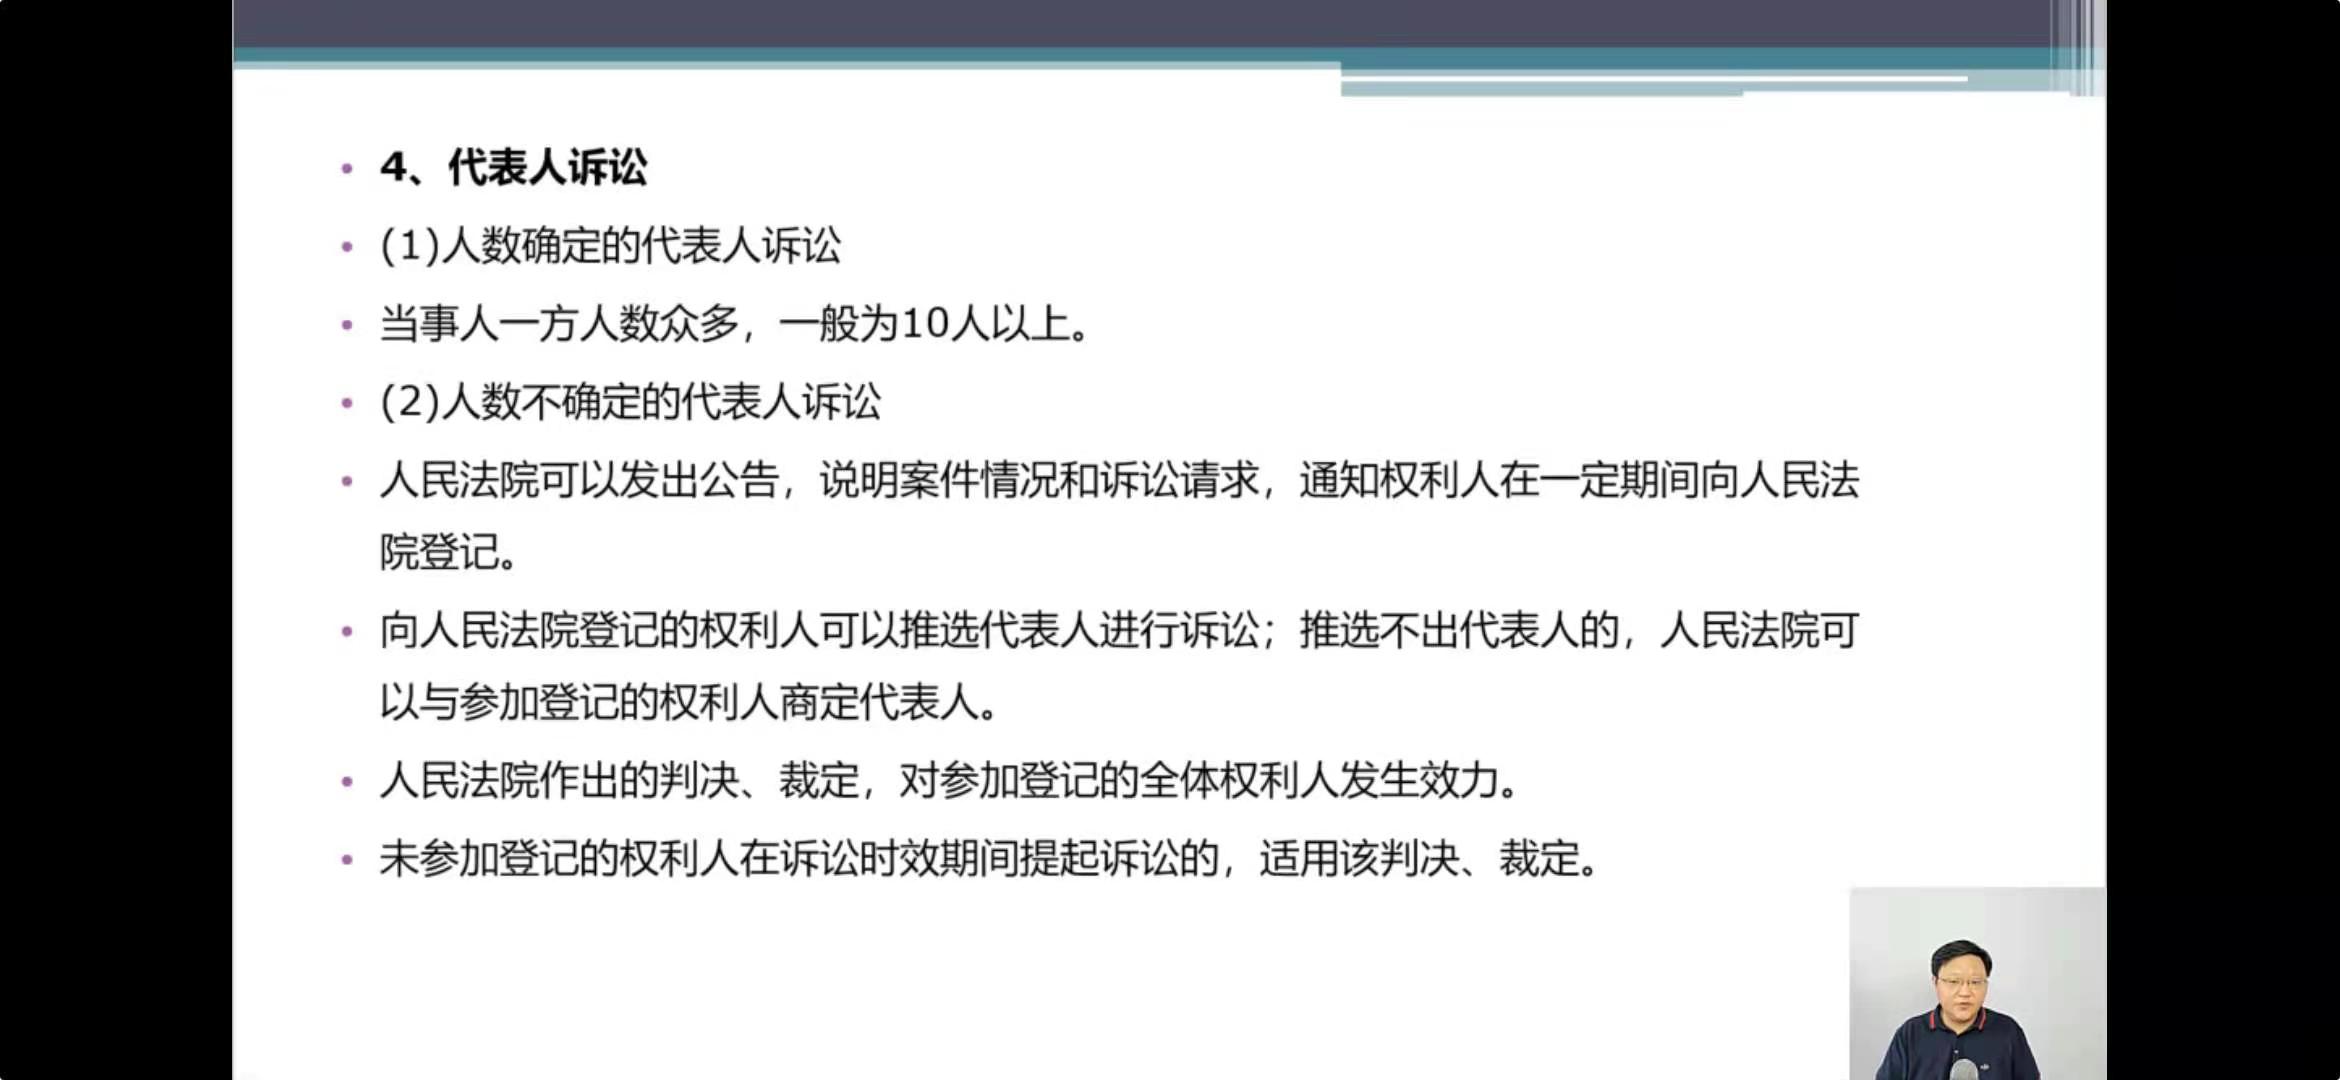 4、代表人诉讼
(1)人数确定的代表人诉讼
当事人一方人数众多，一般为10人以上。
(2)人数不确定的代表人诉讼
人民法院可以发出公告，说明案件情况和诉讼请求，通知权利人在一定期间向人民法
院登记。
向人民法院登记的权利人可以推选代表人进行诉讼；推选不出代表人的，人民法院可
以与参加登记的权利人商定代表人。
人民法院作出的判决、裁定，对参加登记的全体权利人发生效力。
未参加登记的权利人在诉讼时效期间提起诉讼的，适用该判决、裁定。